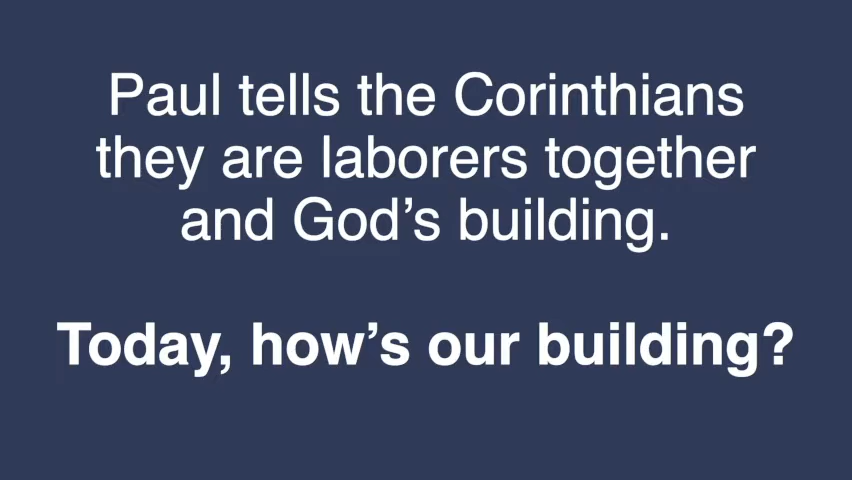 Paul tells the Corinthians
they are laborers together
and God’s building.
Today, how’s our building?